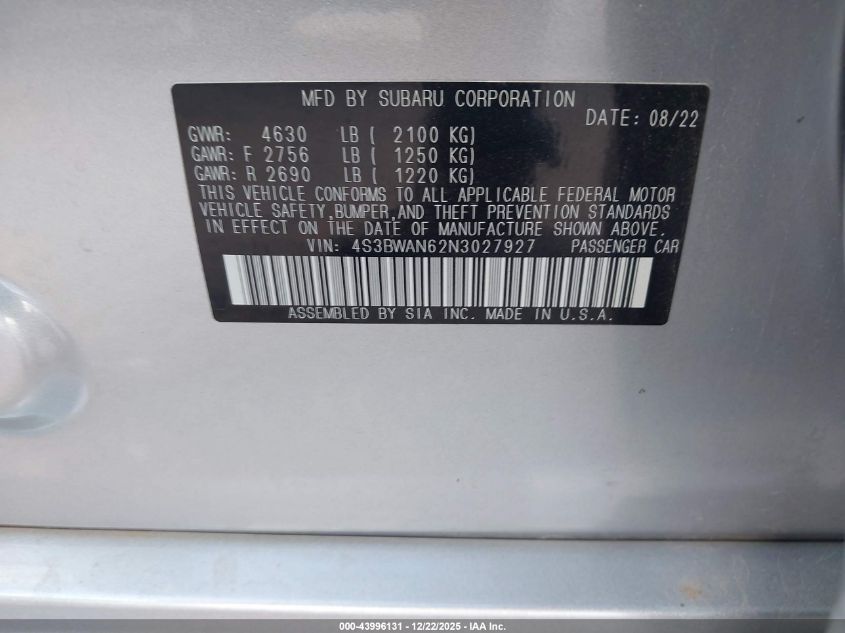 MFD BY SUBARU CORPORATION
DATE: 08/22
GVWR: 4630 LB ( 2100 KG)
GAWR: F 2756 LB ( 1250 KG)
GAWR: R 2690 LB ( 1220 KG)
THIS VEHICLE CONFORMS TO ALL APPLICABLE FEDERAL MOTOR
VEHICLE SAFETY,BUMPER,AND THEFT PREVENTION STANDARDS
IN EFFECT ON THE DATE OF MANUFACTURE SHOWN ABOVE.
VIN: 4S3BWAN62N3027927 PASSENGER CAR
ASSEMBLED BY SIA INC. MADE IN U.S.A.
000-43996131 - 12/22/2025 - IAA Inc.